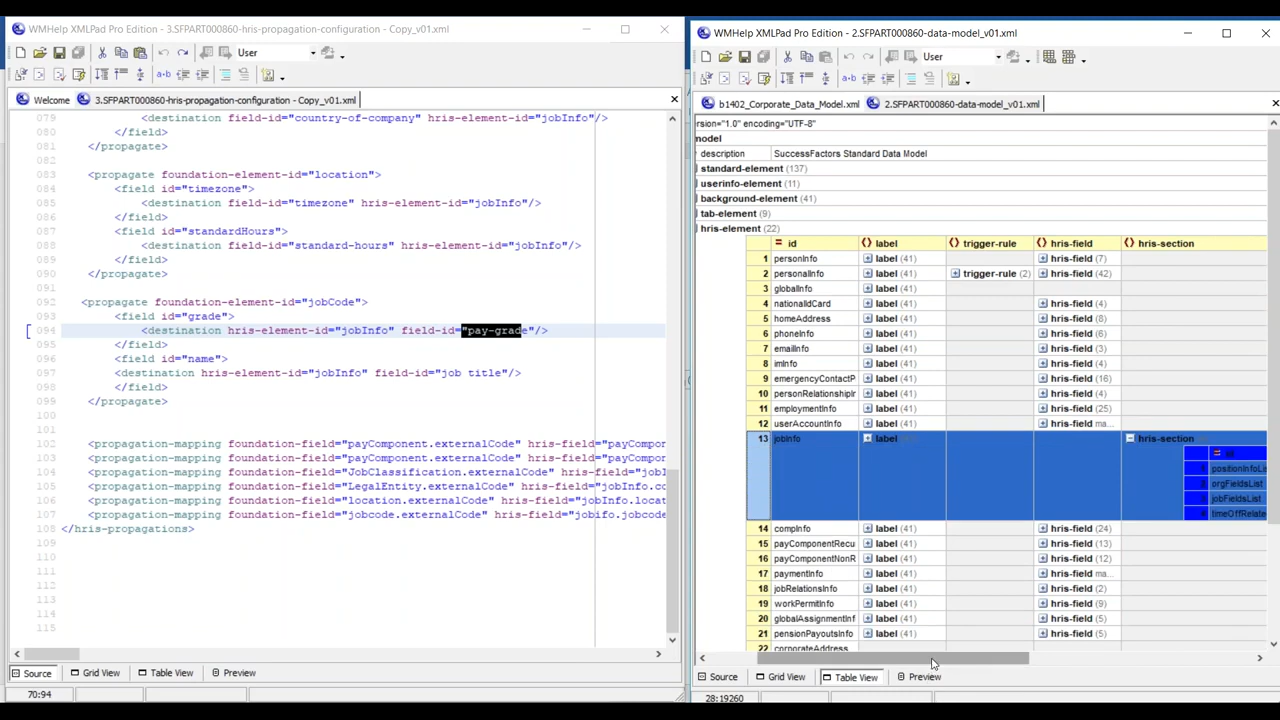 WMHelp XMLPad Pro Edition - 3.SFPART000860-hris-propagation-configuration - Copy_v01.xml
User
Welcome
3.SFPART000860-hris-propagation-configuration - Copy_v01.xml
079 <destination field-id="country-of-company" hris-element-id="jobInfo"/>
080 </field>
081 </propagate>
082
083 <propagate foundation-element-id="location">
084 <field id="timezone">
085 <destination field-id="timezone" hris-element-id="jobInfo"/>
086 </field>
087 <field id="standardHours">
088 <destination field-id="standard-hours" hris-element-id="jobInfo"/>
089 </field>
090 </propagate>
091
092 <propagate foundation-element-id="jobCode">
093 <field id="grade">
094 <destination hris-element-id="jobInfo" field-id="pay-grade"/>
095 </field>
096 <field id="name">
097 <destination hris-element-id="jobInfo" field-id="job title"/>
098 </field>
099 </propagate>
100
101
102 <propagation-mapping foundation-field="payComponent.externalCode" hris-field="payCompor
103 <propagation-mapping foundation-field="payComponent.externalCode" hris-field="payCompor
104 <propagation-mapping foundation-field="JobClassification.externalCode" hris-field="jobI
105 <propagation-mapping foundation-field="LegalEntity.externalCode" hris-field="jobInfo.co
106 <propagation-mapping foundation-field="location.externalCode" hris-field="jobInfo.locat
107 <propagation-mapping foundation-field="jobcode.externalCode" hris-field="jobifo.jobcode
108 </hris-propagations>
109
110
111
112
113
114
115
Source
Grid View
Table View
Preview
70:94
WMHelp XMLPad Pro Edition - 2.SFPART000860-data-model_v01.xml
User
b1402_Corporate_Data_Model.xml
2.SFPART000860-data-model_v01.xml
rsion="1.0" encoding="UTF-8"
model
description SuccessFactors Standard Data Model
standard-element (137)
userinfo-element (11)
background-element (41)
tab-element (9)
hris-element (22)
id label trigger-rule hris-field hris-section
1 personInfo label (41) hris-field (7)
2 personalInfo label (41) trigger-rule (2) hris-field (42)
3 globalInfo label (41)
4 nationalIdCard label (41) hris-field (4)
5 homeAddress label (41) hris-field (8)
6 phoneInfo label (41) hris-field (6)
7 emailInfo label (41) hris-field (3)
8 imInfo label (41) hris-field (4)
9 emergencyContactP label (41) hris-field (16)
10 personRelationshipIr label (41) hris-field (4)
11 employmentInfo label (41) hris-field (25)
12 userAccountInfo label (41) hris-field ma...
13 jobInfo label hris-section
id
positionInfoLis
orgFieldsList
jobFieldsList
timeOffRelate
14 compInfo label (41) hris-field (24)
15 payComponentRecu label (41) hris-field (13)
16 payComponentNonR label (41) hris-field (12)
17 paymentInfo label (41) hris-field ma...
18 jobRelationsInfo label (41) hris-field (2)
19 workPermitInfo label (41) hris-field (9)
20 globalAssignmentInf label (41) hris-field (5)
21 pensionPayoutsInfo label (41) hris-field (5)
22 corporateAddress
Source
Grid View
Table View
Preview
28:19260